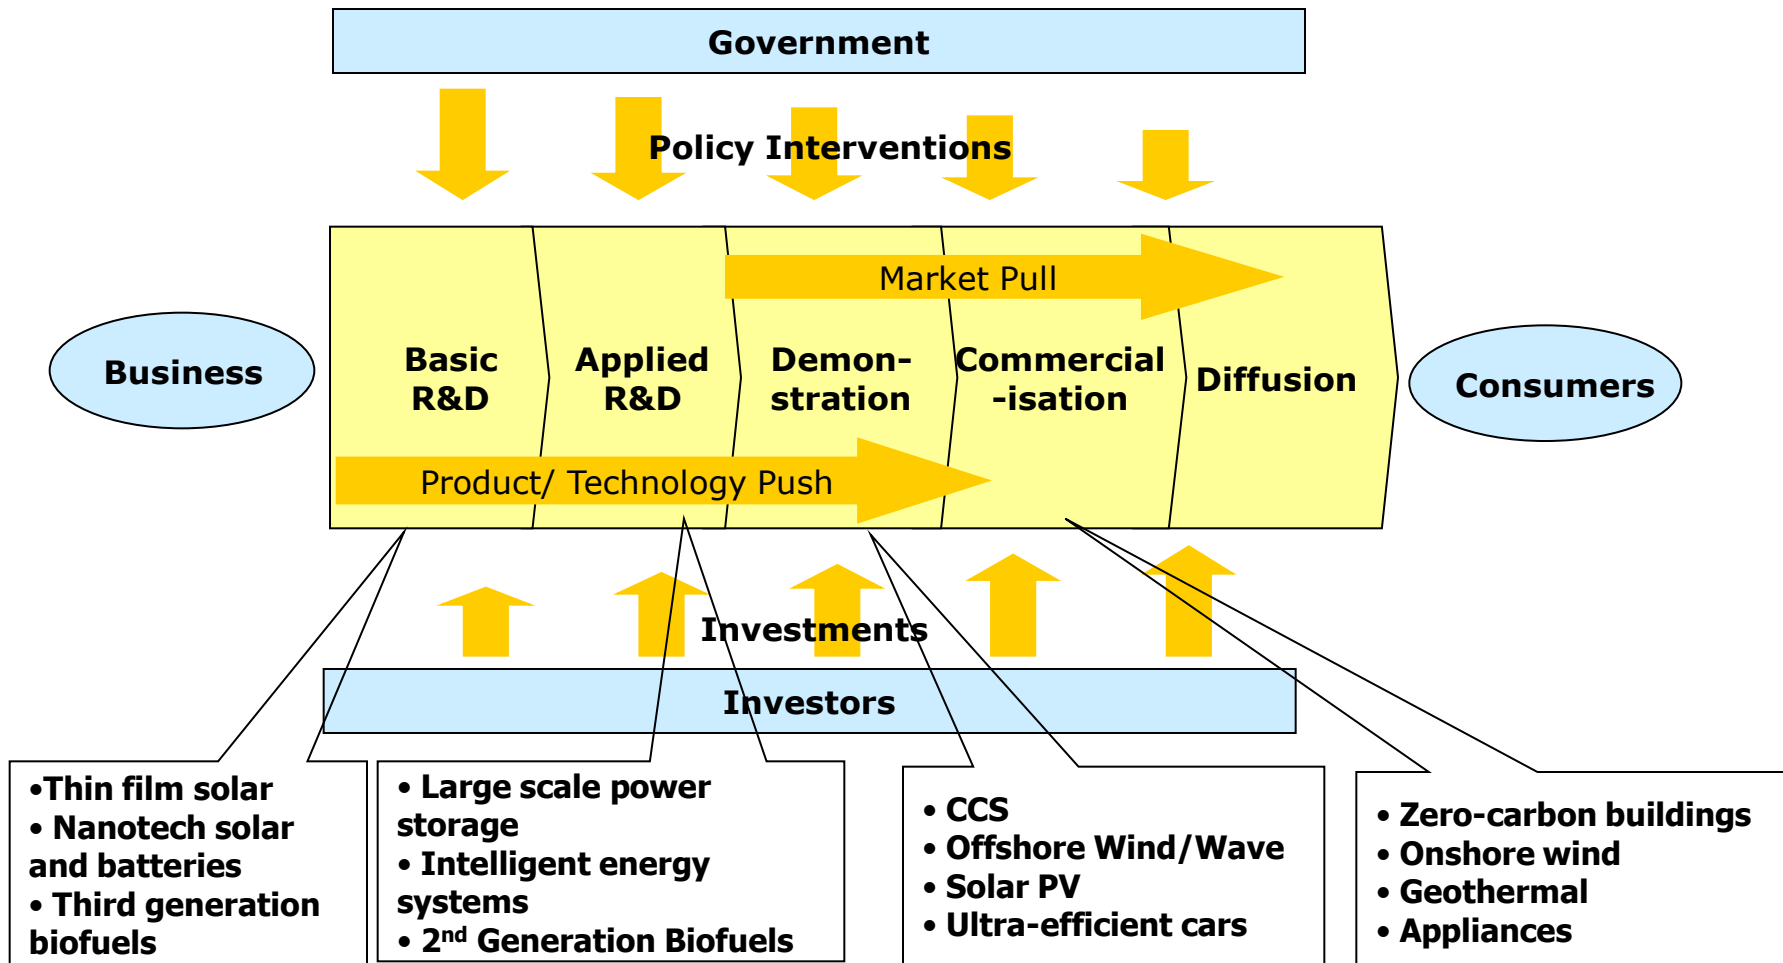 Government
Policy Interventions
Market Pull
Business
Basic
R&D
Applied
R&D
Demon-
stration
Commercial
-isation
Diffusion
Consumers
Product/ Technology Push
Investments
Investors
•Thin film solar
• Nanotech solar
and batteries
• Third generation
biofuels
• Large scale power
storage
• Intelligent energy
systems
• 2nd Generation Biofuels
• CCS
• Offshore Wind/Wave
• Solar PV
• Ultra-efficient cars
• Zero-carbon buildings
• Onshore wind
• Geothermal
• Appliances